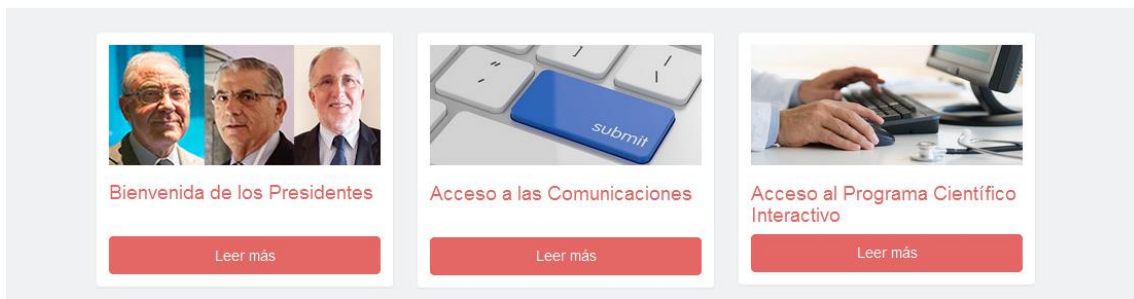 submit
Bienvenida de los Presidentes
Acceso a las Comunicaciones
Acceso al Programa Científico
Interactivo
Leer más
Leer más
Leer más